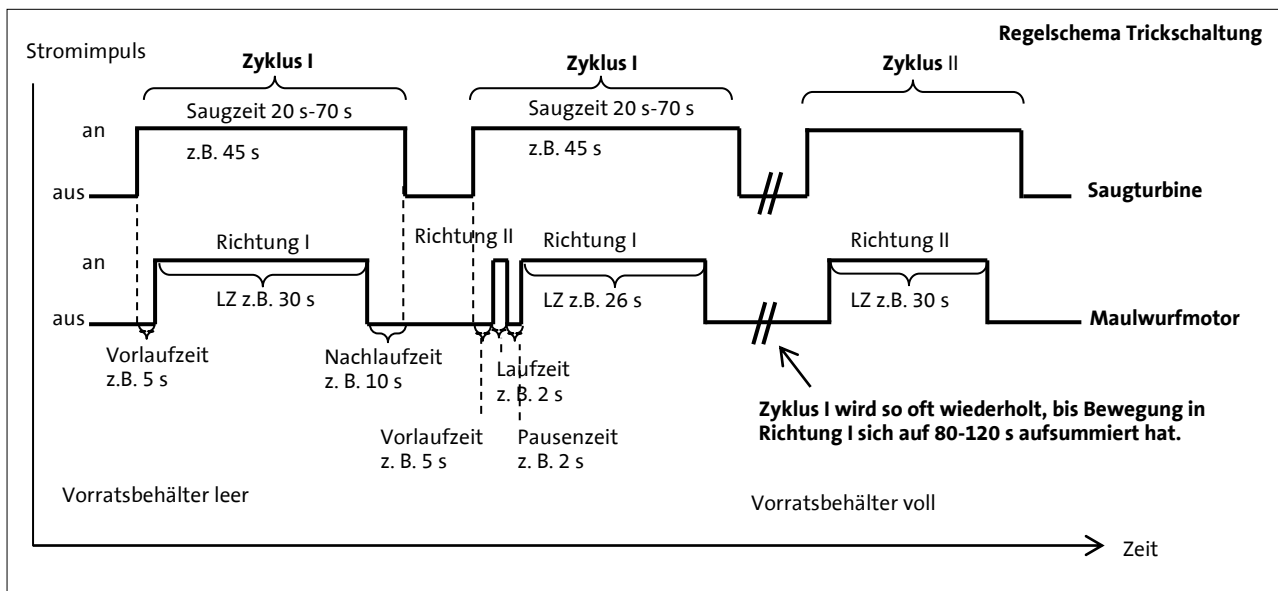 Regelschema Trickschaltung
Stromimpuls
Zyklus I
Zyklus I
Zyklus II
Saugzeit 20 s-70 s
Saugzeit 20 s-70 s
an
z.B. 45 s
z.B. 45 s
aus
Saugturbine
Richtung I
Richtung II
Richtung I
Richtung II
an
LZ z.B. 30 s
LZ z.B. 26 s
LZ z.B. 30 s
aus
Maulwurfmotor
Vorlaufzeit
z.B. 5 s
Nachlaufzeit
z. B. 10 s
Laufzeit
z. B. 2 s
Vorlaufzeit
z. B. 5 s
Pausenzeit
z. B. 2 s
Zyklus I wird so oft wiederholt, bis Bewegung in
Richtung I sich auf 80-120 s aufsummiert hat.
Vorratsbehälter leer
Vorratsbehälter voll
Zeit